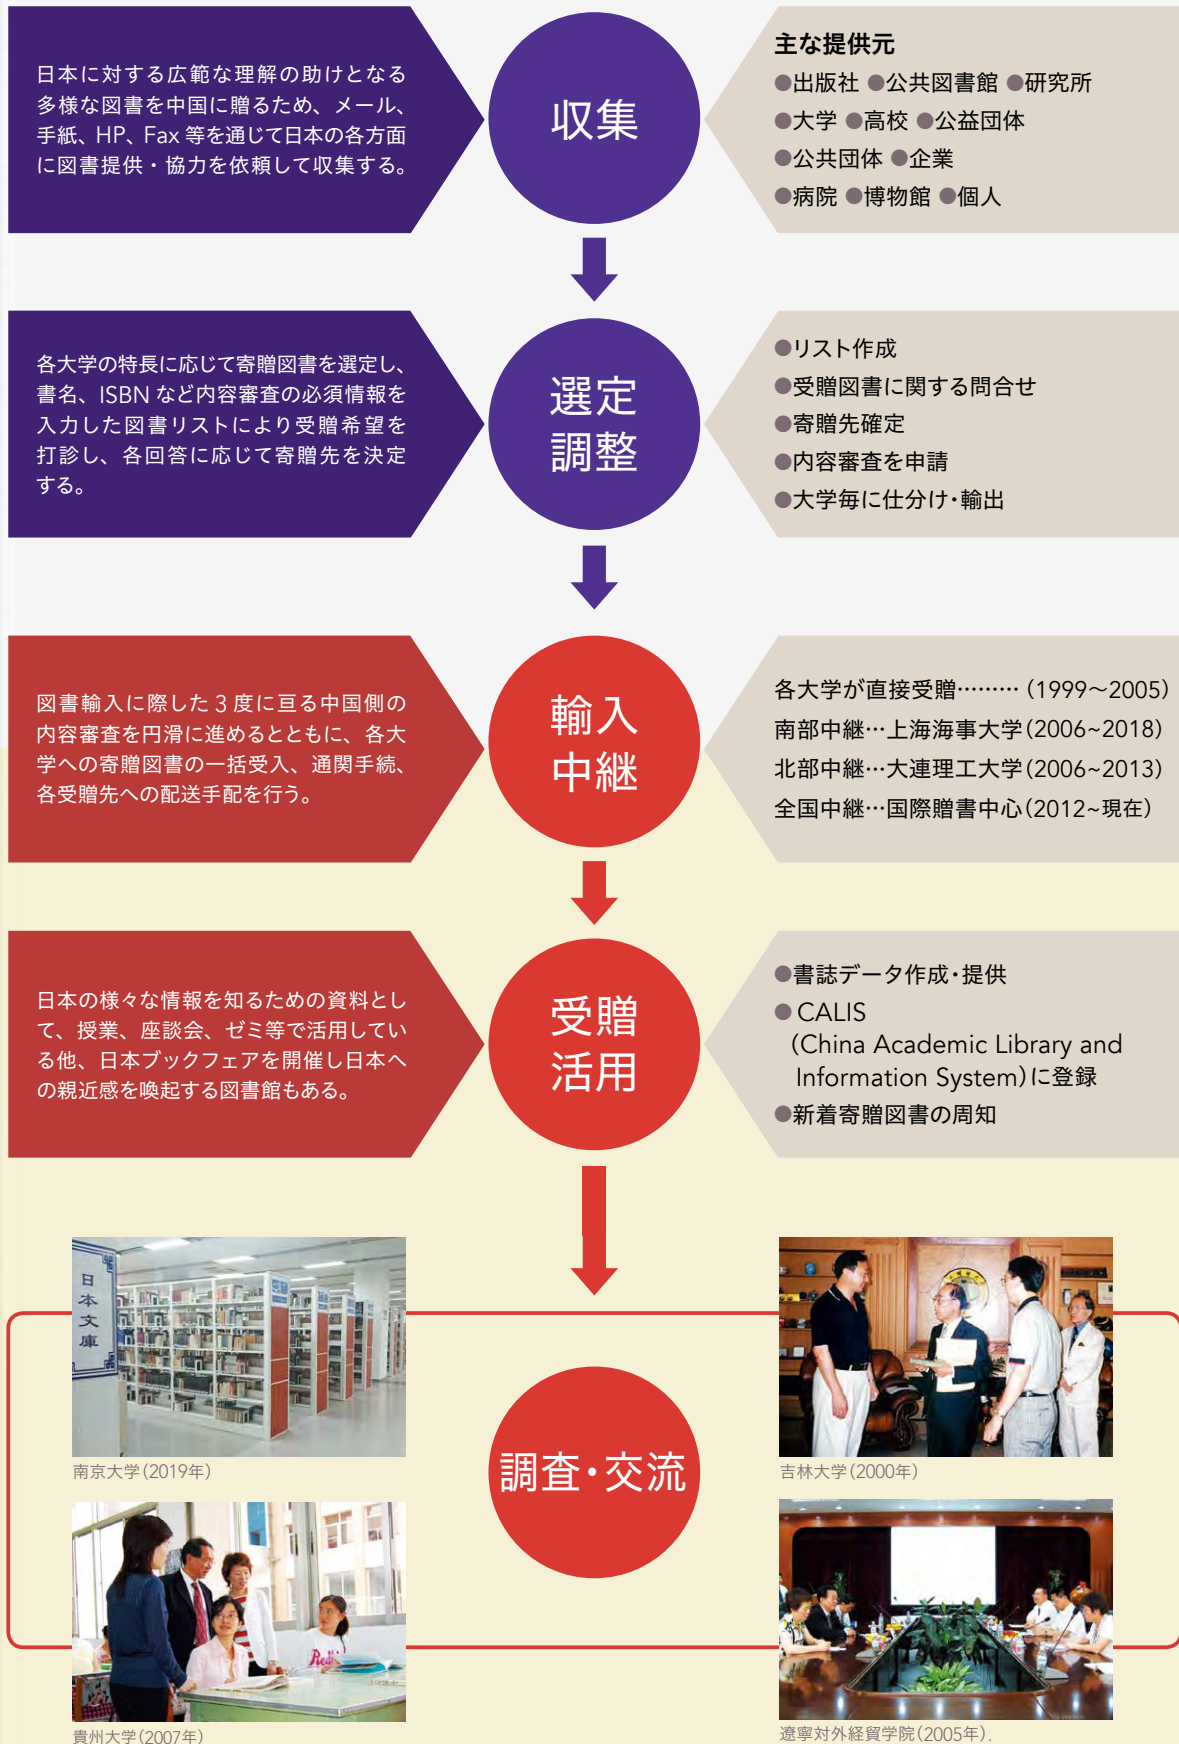 日本に対する広範な理解の助けとなる
多様な図書を中国に贈るため、メール、
手紙、HP、Fax 等を通じて日本の各方面
に図書提供・協力を依頼して収集する。
収集
主な提供元
●出版社 ●公共図書館 ●研究所
●大学 ●高校 ●公益団体
●公共団体 ●企業
●病院 ●博物館 ●個人
各大学の特長に応じて寄贈図書を選定し、
書名、ISBN など内容審査の必須情報を
入力した図書リストにより受贈希望を
打診し、各回答に応じて寄贈先を決定
する。
選定
調整
●リスト作成
●受贈図書に関する問合せ
●寄贈先確定
●内容審査を申請
●大学毎に仕分け・輸出
図書輸入に際した 3 度に亘る中国側の
内容審査を円滑に進めるとともに、各大
学への寄贈図書の一括受入、通関手続、
各受贈先への配送手配を行う。
輸入
中継
各大学が直接受贈………（1999～2005）
南部中継…上海海事大学（2006~2018）
北部中継…大連理工大学（2006~2013）
全国中継…国際贈書中心（2012~現在）
日本の様々な情報を知るための資料とし
て、授業、座談会、ゼミ等で活用してい
る他、日本ブックフェアを開催し日本へ
の親近感を喚起する図書館もある。
受贈
活用
●書誌データ作成・提供
● CALIS
（China Academic Library and
Information System）に登録
●新着寄贈図書の周知
日本文庫
南京大学（2019年）
調査・交流
吉林大学（2000年）
貴州大学（2007年）
遼寧対外経貿学院（2005年）.